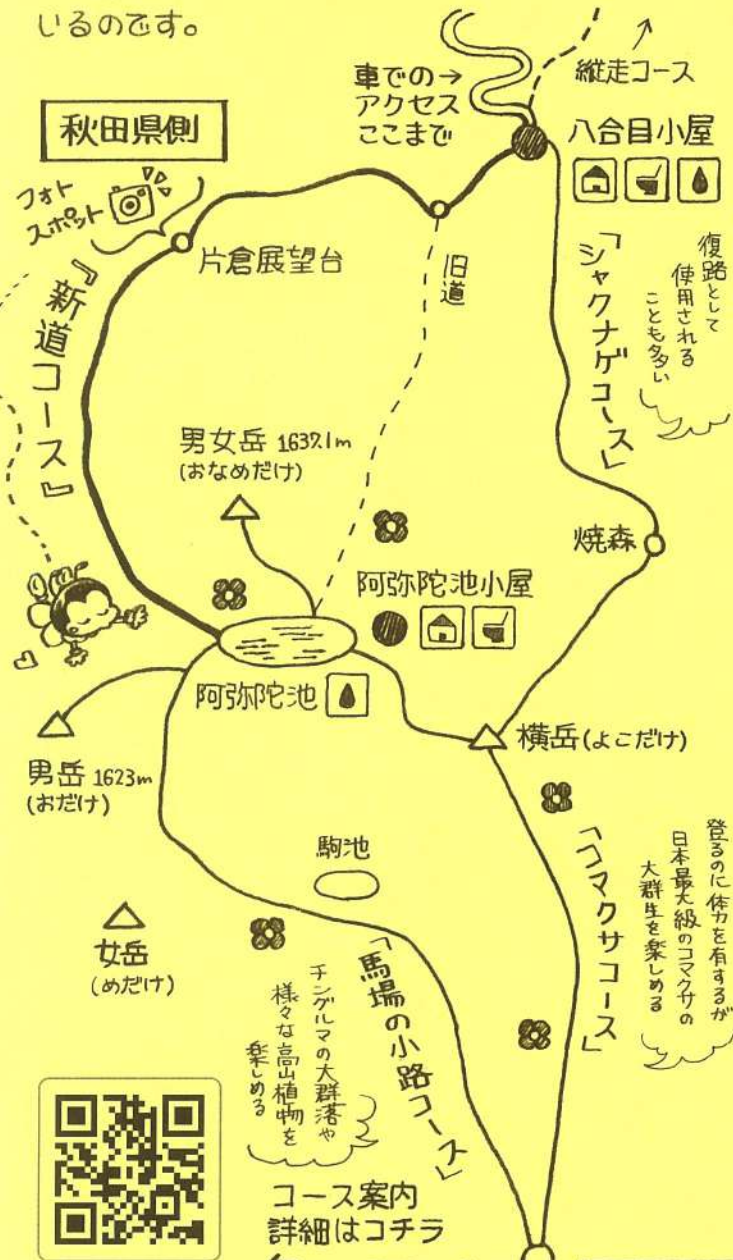 いるのです。
縦走コース
車での→
アクセス
ここまで
秋田県側
八合目小屋
フォト
スポット
片倉展望台
旧道
「シャクナゲコース」
復路として
使用される
ことも多い
『新道コース』
男女岳 1637.1m
(おなめだけ)
焼森
阿弥陀池小屋
阿弥陀池
横岳(よこだけ)
男岳 1623m
(おだけ)
駒池
「コマクサコース」
登るのに体力を有するが
日本最大級のコマクサの
大群生を楽しめる
女岳
(めだけ)
「馬場の小路コース」
チングルマの大群落や
様々な高山植物を
楽しめる
コース案内
詳細はコチラ